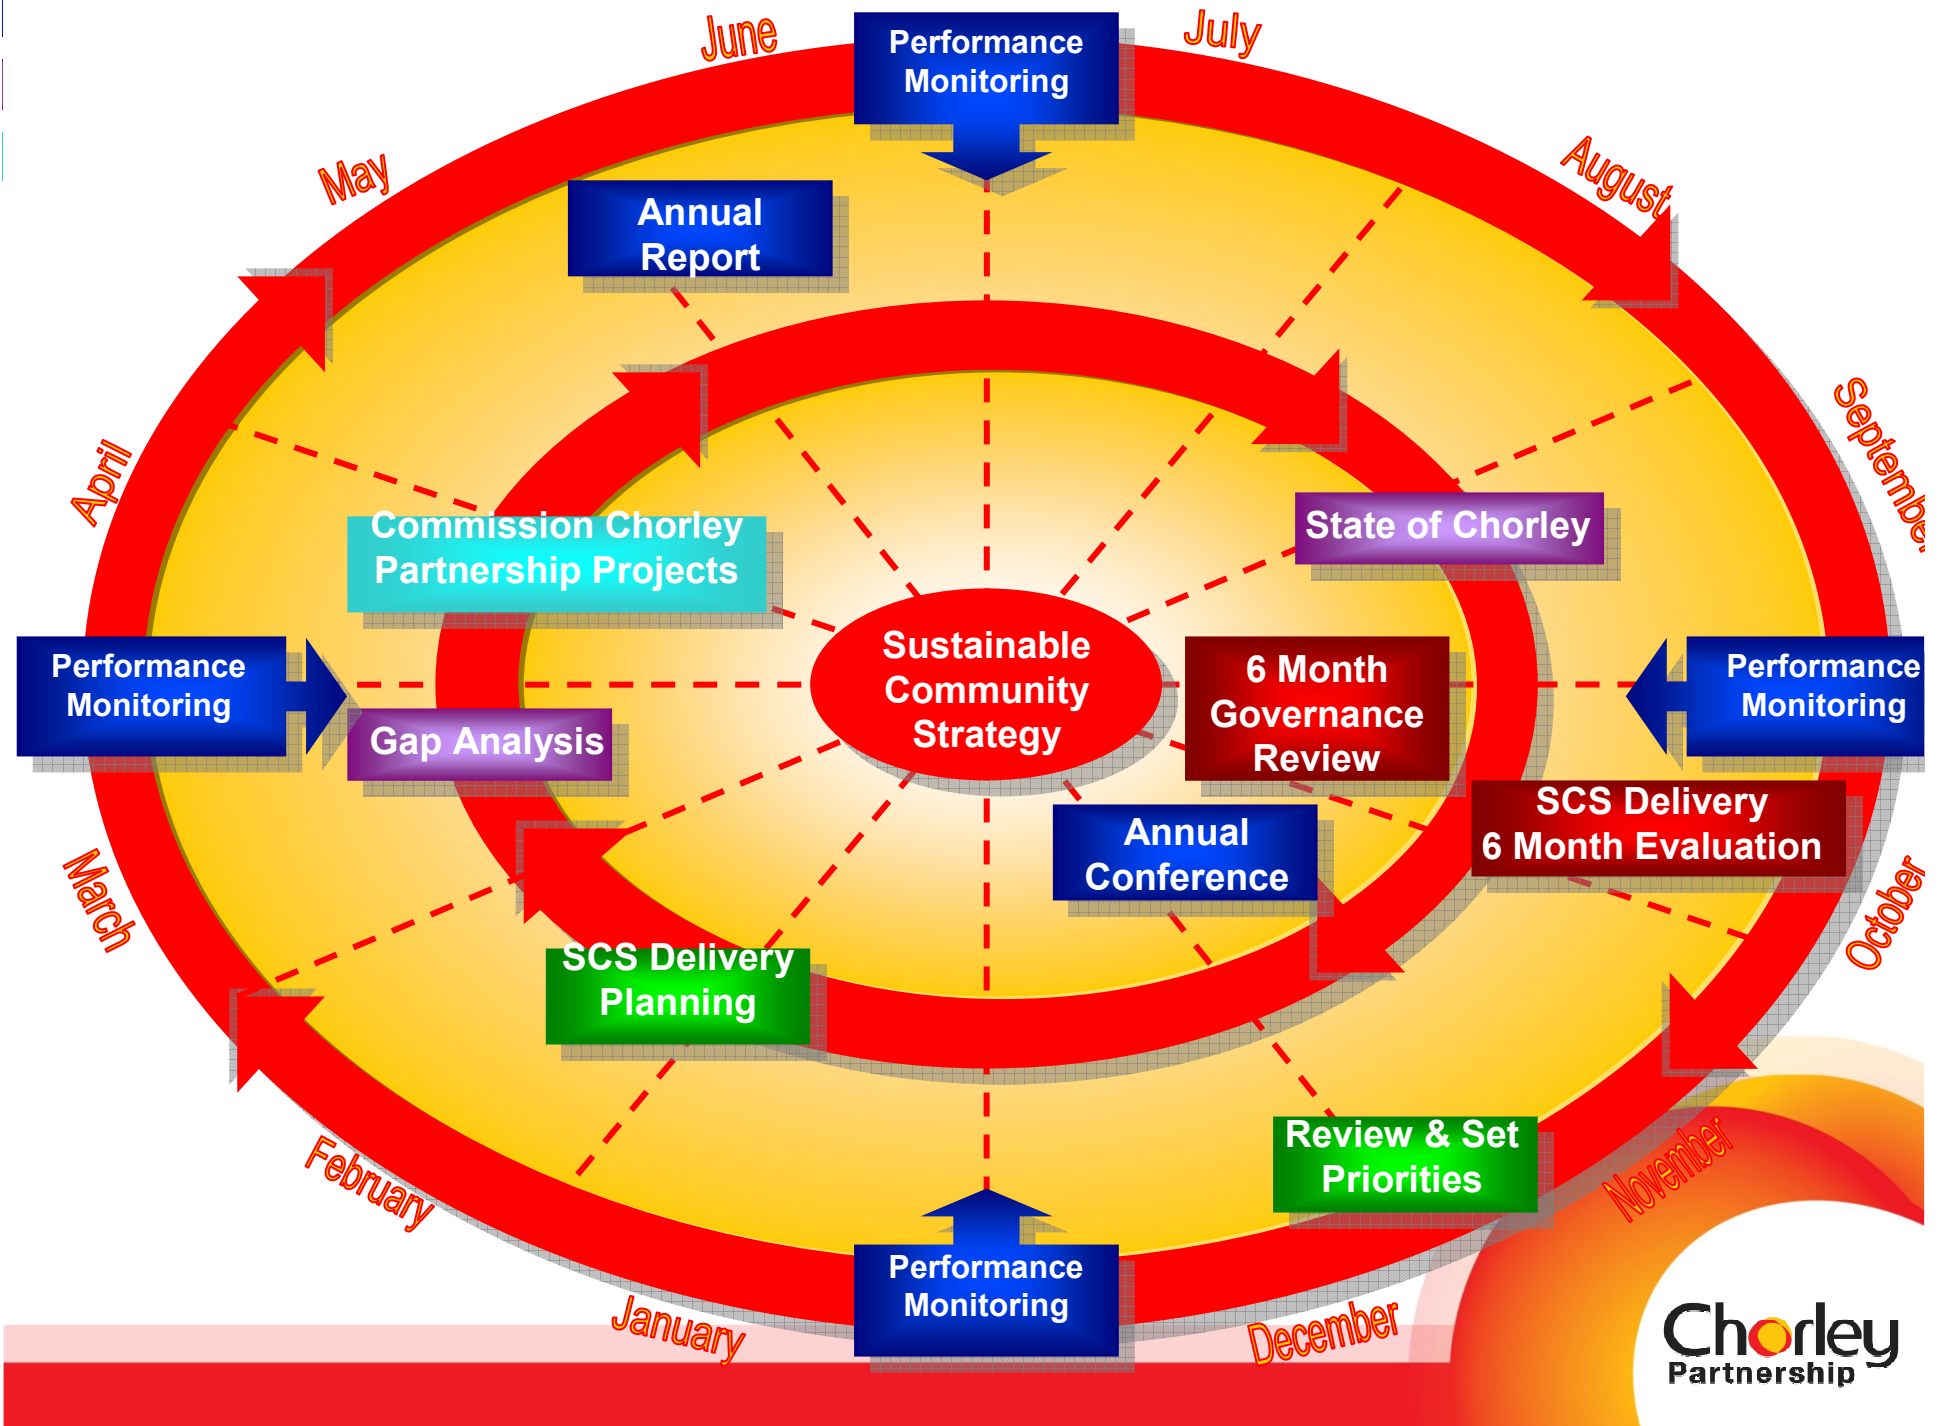 June
Performance
Monitoring
July
May
August
Annual
Report
April
September
Commission Chorley
Partnership Projects
State of Chorley
Sustainable
Community
Strategy
6 Month
Governance
Review
Performance
Monitoring
Performance
Monitoring
Gap Analysis
SCS Delivery
6 Month Evaluation
Annual
Conference
March
October
SCS Delivery
Planning
Review & Set
Priorities
February
November
Performance
Monitoring
January
December
Chorley
Partnership